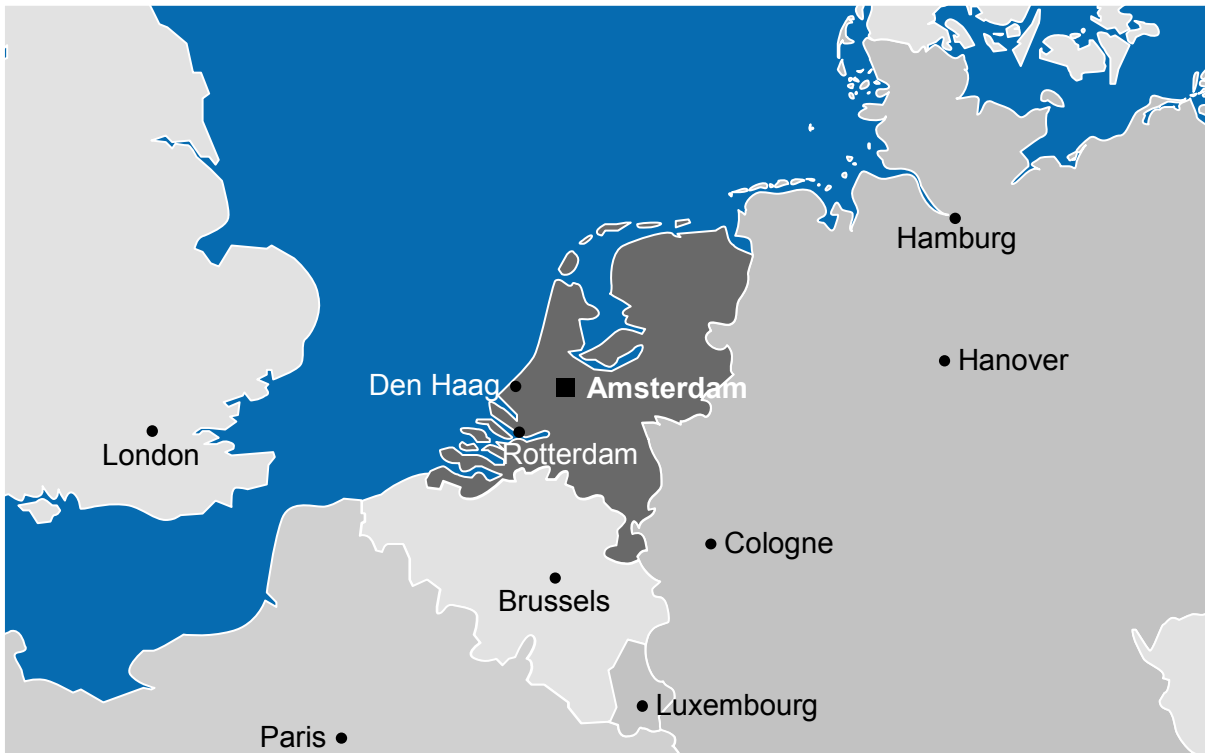 Hamburg
Hanover
Den Haag
Amsterdam
London
Rotterdam
Cologne
Brussels
Luxembourg
Paris